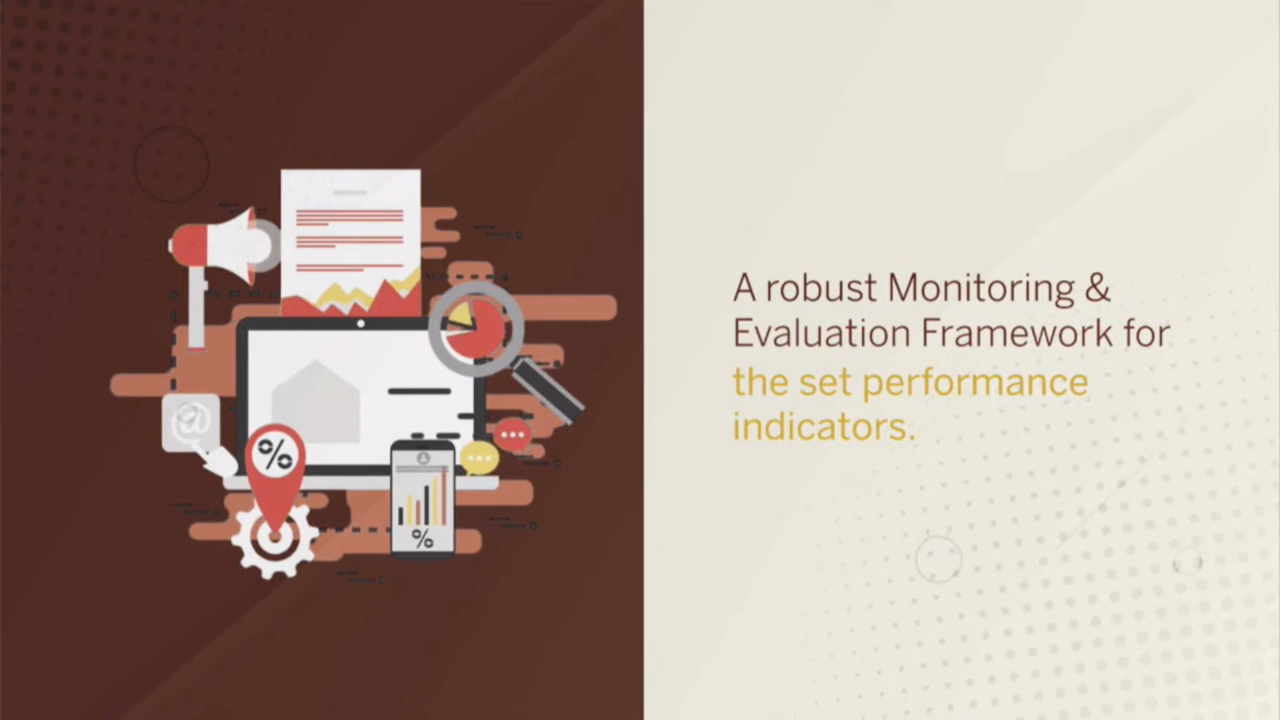 A robust Monitoring &
Evaluation Framework for
the set performance
indicators.
@
%
%